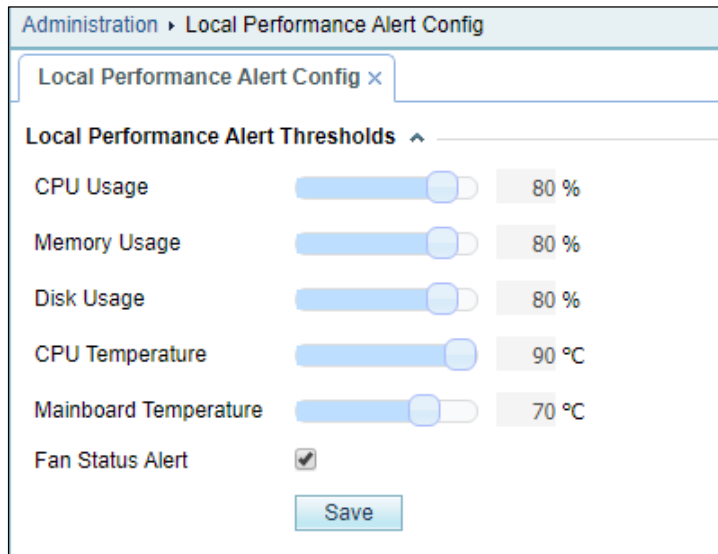 Administration ▸ Local Performance Alert Config
Local Performance Alert Config ×
Local Performance Alert Thresholds
CPU Usage 80 %
Memory Usage 80 %
Disk Usage 80 %
CPU Temperature 90 °C
Mainboard Temperature 70 °C
Fan Status Alert
Save